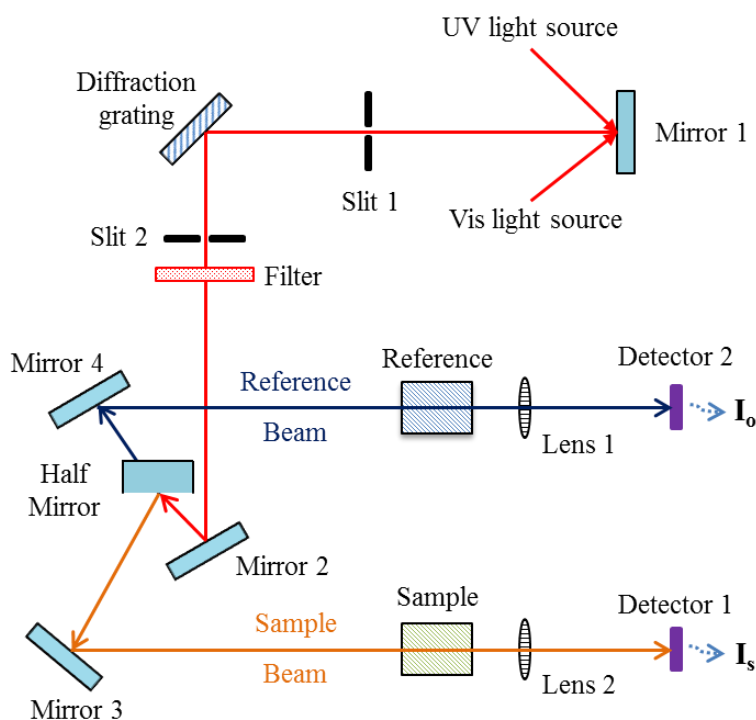 UV light source
Diffraction
grating
Mirror 1
Slit 1
Vis light source
Slit 2
Filter
Mirror 4
Reference
Beam
Reference
Lens 1
Detector 2
Io
Half
Mirror
Mirror 2
Sample
Beam
Sample
Lens 2
Detector 1
Is
Mirror 3